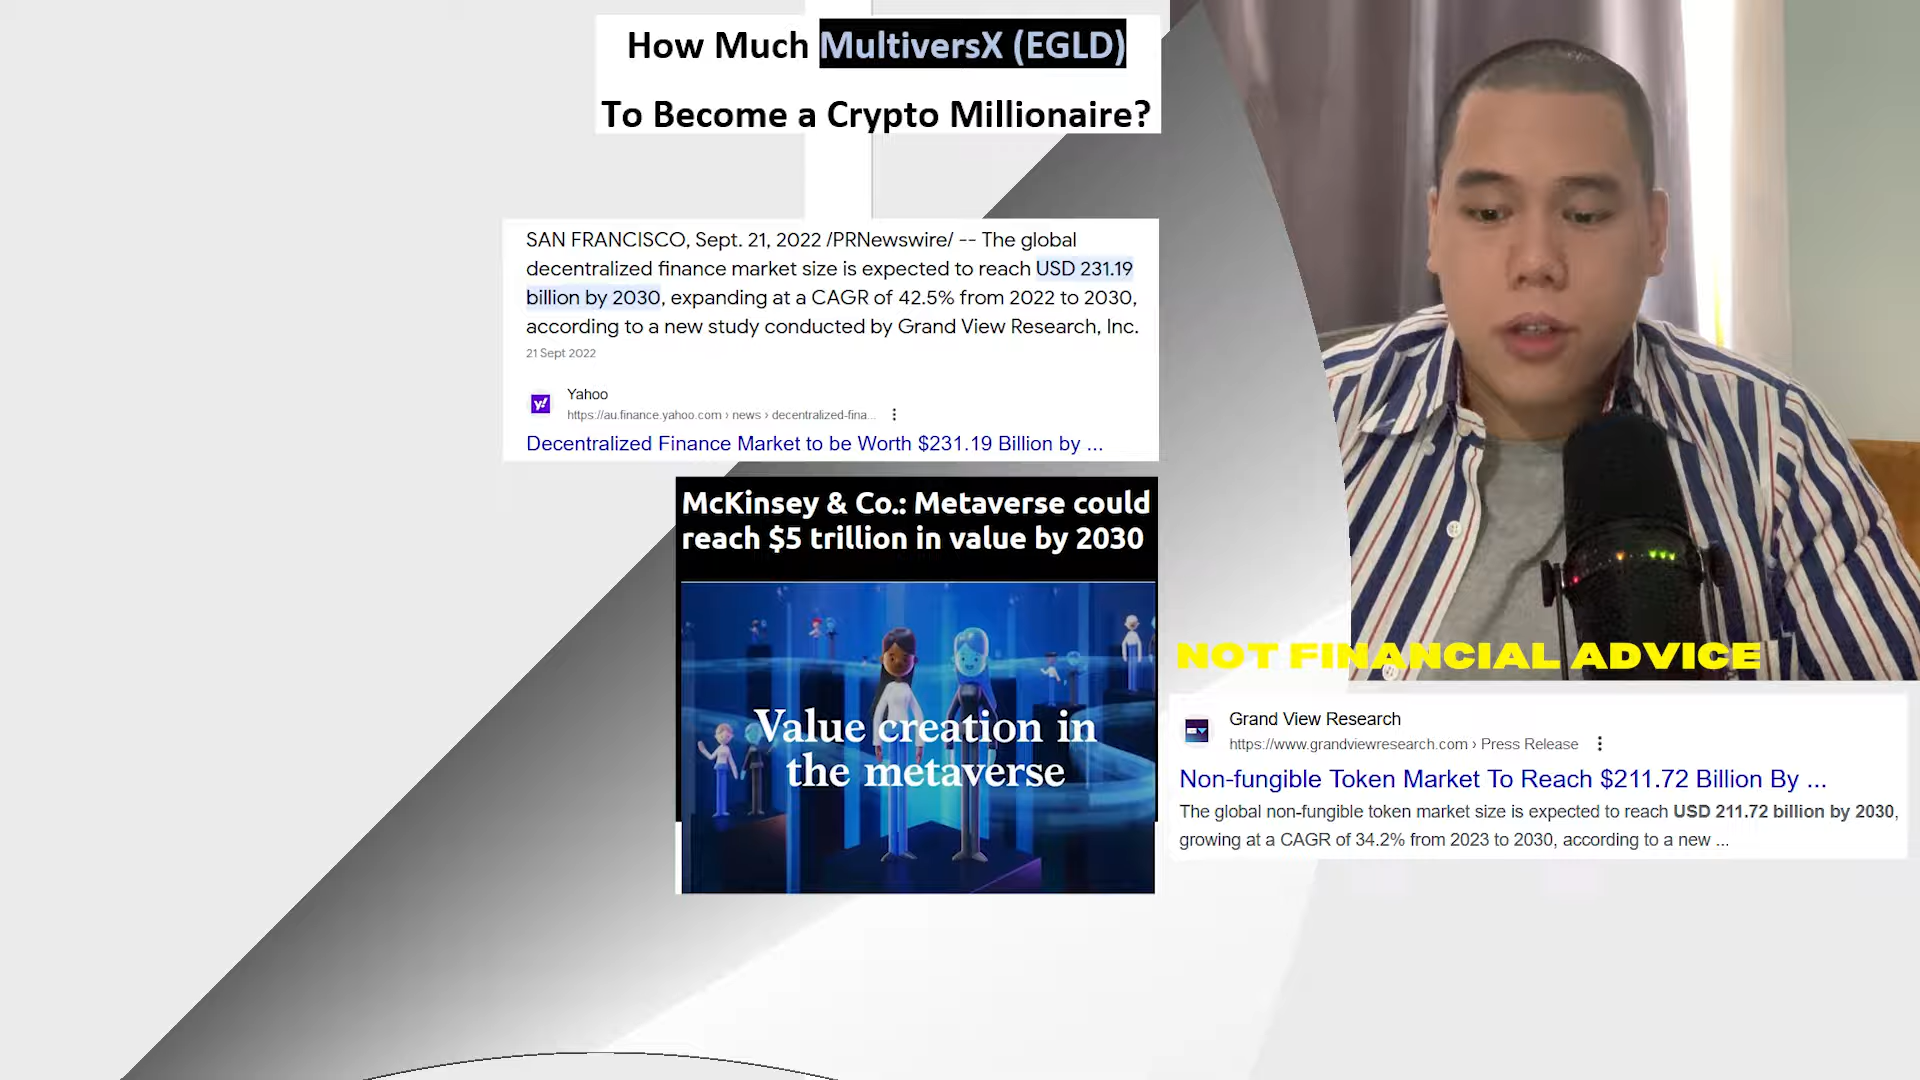 How Much MultiversX (EGLD)
To Become a Crypto Millionaire?
SAN FRANCISCO, Sept. 21, 2022 /PRNewswire/ -- The global
decentralized finance market size is expected to reach USD 231.19
billion by 2030, expanding at a CAGR of 42.5% from 2022 to 2030,
according to a new study conducted by Grand View Research, Inc.
21 Sept 2022
y!
Yahoo
https://au.finance.yahoo.com › news › decentralized-fina...
Decentralized Finance Market to be Worth $231.19 Billion by ...
McKinsey & Co.: Metaverse could
reach $5 trillion in value by 2030
Value creation in
the metaverse
NOT FINANCIAL ADVICE
Grand View Research
https://www.grandviewresearch.com › Press Release
Non-fungible Token Market To Reach $211.72 Billion By ...
The global non-fungible token market size is expected to reach USD 211.72 billion by 2030,
growing at a CAGR of 34.2% from 2023 to 2030, according to a new ...